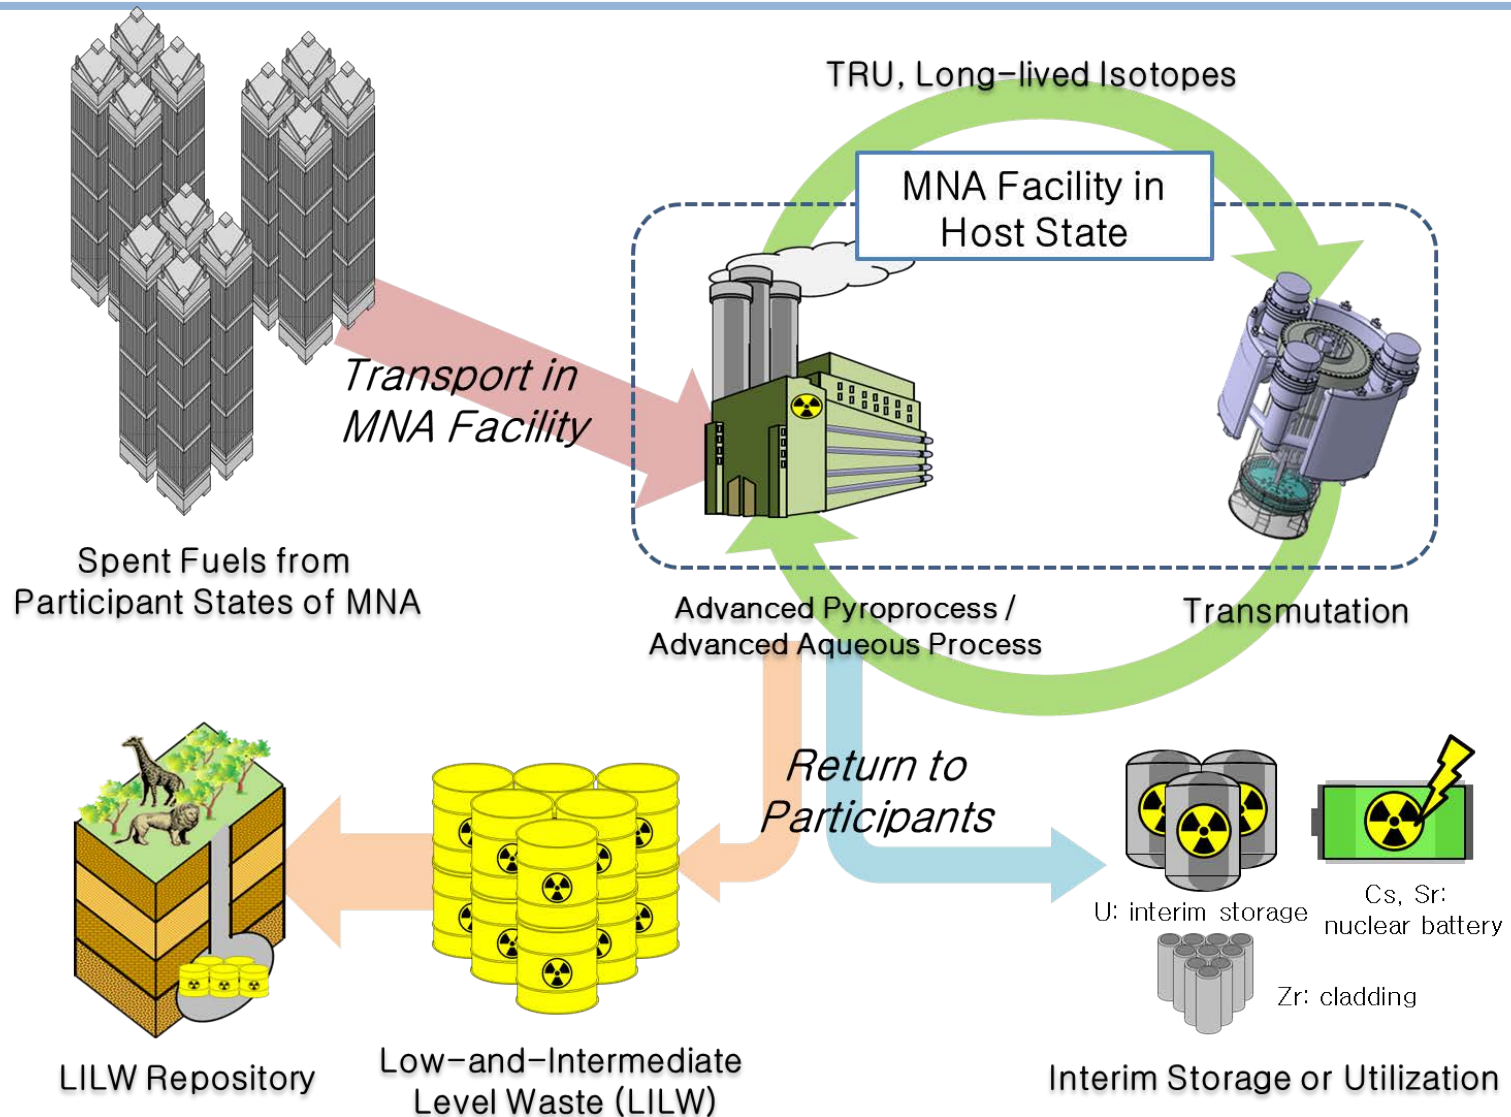 TRU, Long-lived Isotopes
MNA Facility in
Host State
Transport in
MNA Facility
Spent Fuels from
Participant States of MNA
Advanced Pyroprocess /
Advanced Aqueous Process
Transmutation
Return to
Participants
U: interim storage
Cs, Sr:
nuclear battery
Zr: cladding
LILW Repository
Low-and-Intermediate
Level Waste (LILW)
Interim Storage or Utilization